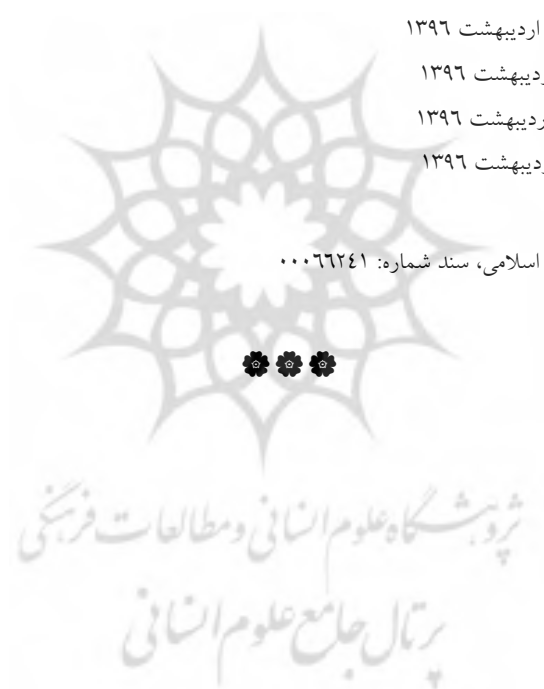 اردیبهشت ۱۳۹۶
ردیبهشت ۱۳۹۶
ردیبهشت ۱۳۹۶
ردیبهشت ۱۳۹۶
اسلامی، سند شماره: ۰۰۰۶۶۲۴۱
پژوهشگاه علوم انسانی و مطالعات فرهنگی
پرتال جامع علوم انسانی